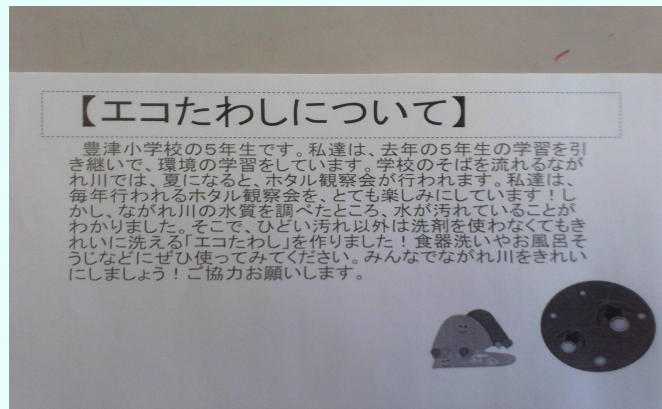 【エコたわしについて】
豊津小学校の5年生です。私達は、去年の5年生の学習を引
き継いで、環境の学習をしています。学校のそばを流れるなが
れ川では、夏になると、ホタル観察会が行われます。私達は、
毎年行われるホタル観察会を、とても楽しみにしています！し
かし、ながれ川の水質を調べたところ、水が汚れていることが
わかりました。そこで、ひどい汚れ以外は洗剤を使わなくてもき
れいに洗える「エコたわし」を作りました！食器洗いやお風呂そ
うじなどにぜひ使ってみてください。みんなでながれ川をきれい
にしましょう！ご協力お願いします。